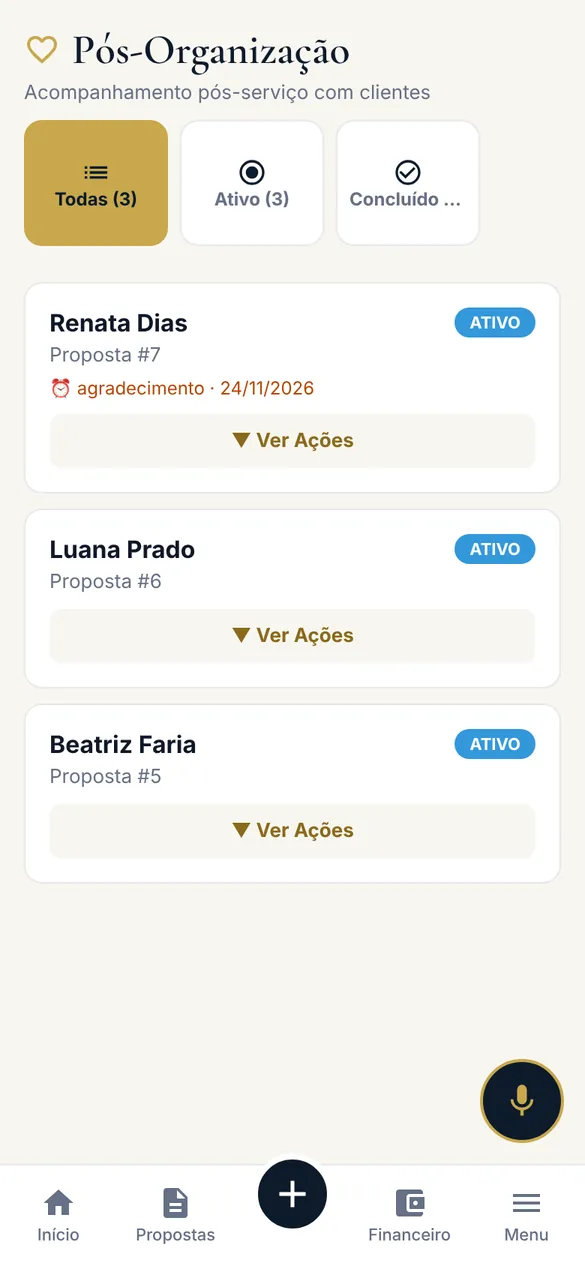 Pós-Organização
Acompanhamento pós-serviço com clientes
Todas (3)
Ativo (3)
Concluído ...
Renata Dias
ATIVO
Proposta #7
⏰ agradecimento · 24/11/2026
▼ Ver Ações
Luana Prado
ATIVO
Proposta #6
▼ Ver Ações
Beatriz Faria
ATIVO
Proposta #5
▼ Ver Ações
Início
Propostas
Financeiro
Menu